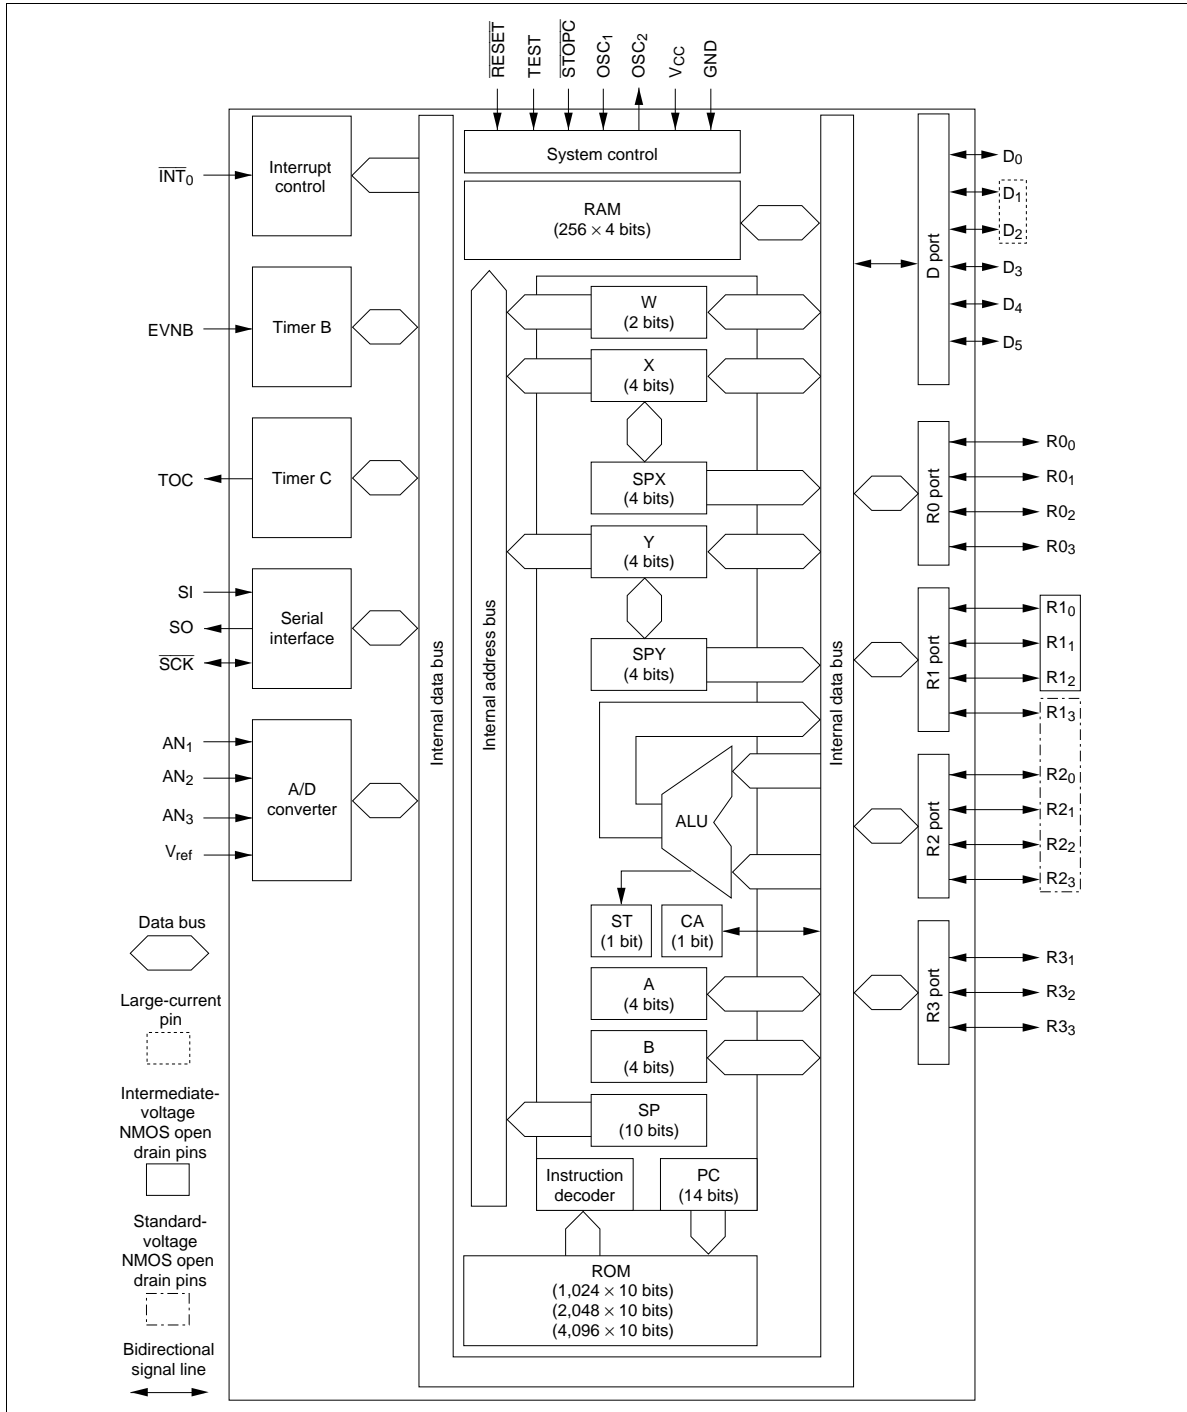 RESET
TEST
STOPC
OSC1
OSC2
VCC
GND
System control
RAM
(256 × 4 bits)
INT0
Interrupt
control
EVNB
Timer B
TOC
Timer C
SI
SO
SCK
Serial
interface
AN1
AN2
AN3
Vref
A/D
converter
Internal data bus
Internal address bus
W
(2 bits)
X
(4 bits)
SPX
(4 bits)
Y
(4 bits)
SPY
(4 bits)
ALU
ST
(1 bit)
CA
(1 bit)
A
(4 bits)
B
(4 bits)
SP
(10 bits)
Instruction
decoder
PC
(14 bits)
ROM
(1,024 × 10 bits)
(2,048 × 10 bits)
(4,096 × 10 bits)
Internal data bus
D port
D0
D1
D2
D3
D4
D5
R0 port
R00
R01
R02
R03
R1 port
R10
R11
R12
R13
R2 port
R20
R21
R22
R23
R3 port
R31
R32
R33
Data bus
Large-current
pin
Intermediate-
voltage
NMOS open
drain pins
Standard-
voltage
NMOS open
drain pins
Bidirectional
signal line